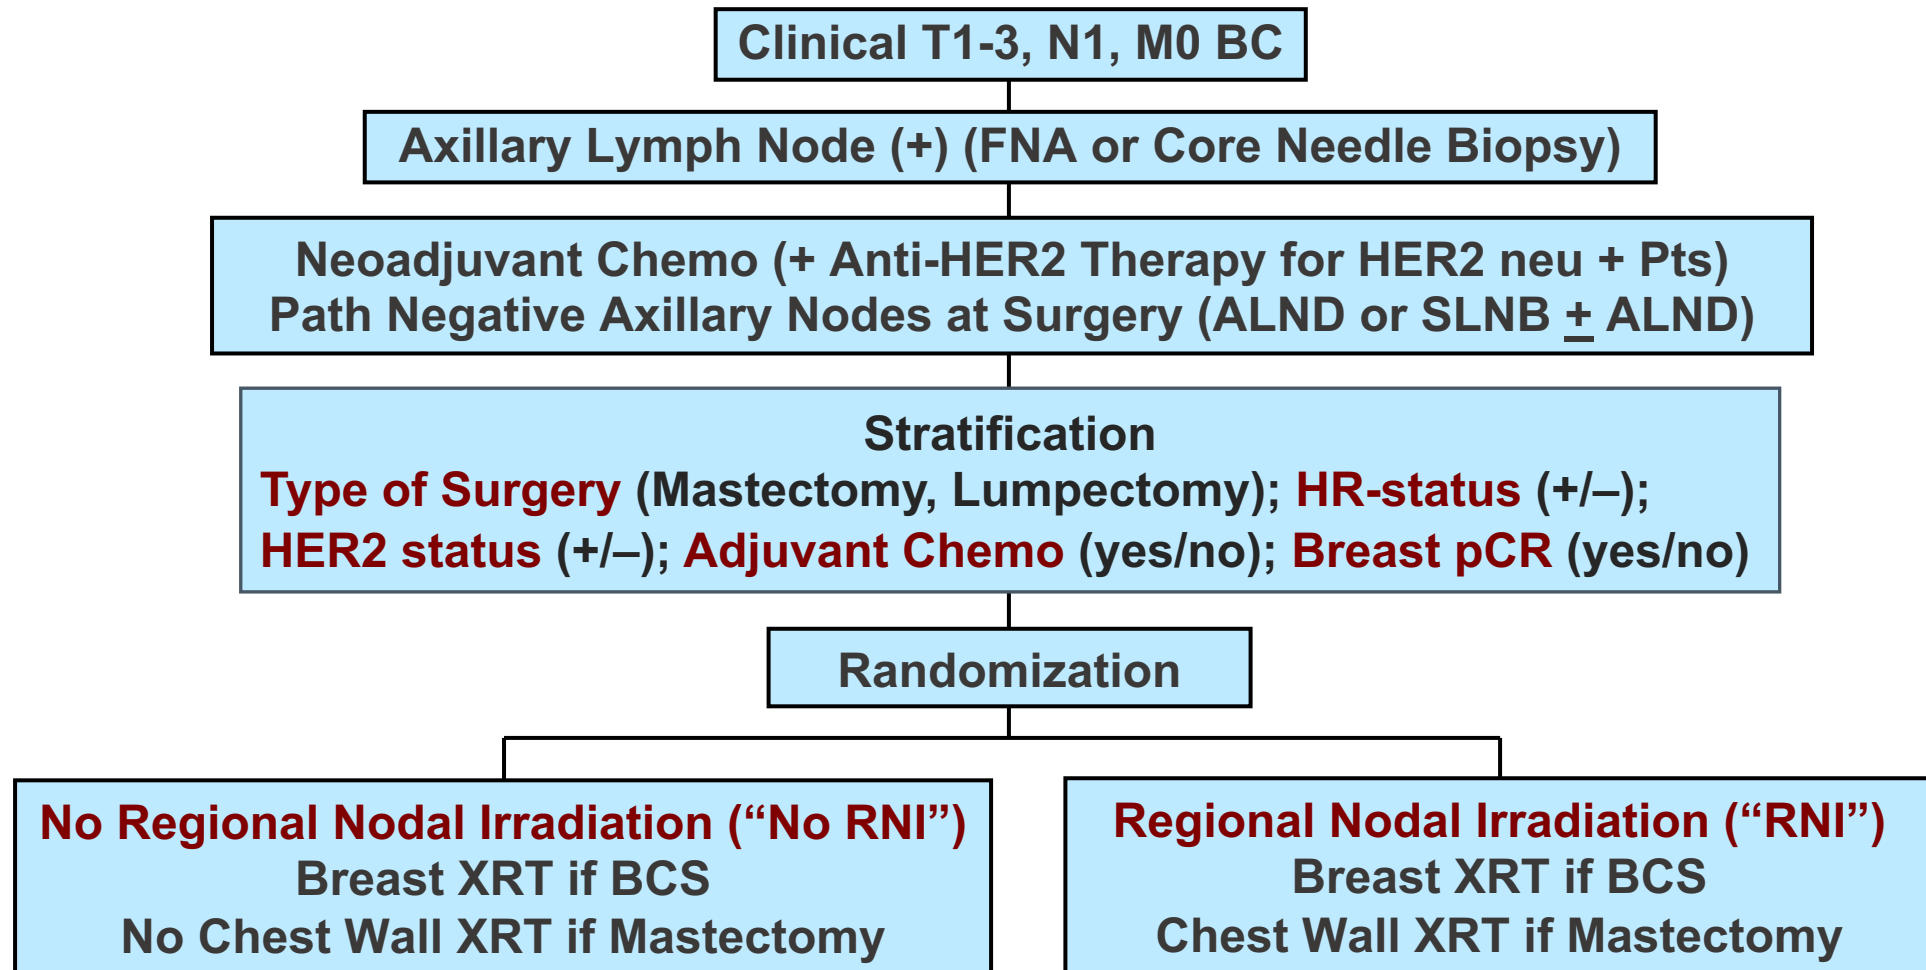 Clinical T1-3, N1, M0 BC
Axillary Lymph Node (+) (FNA or Core Needle Biopsy)
Neoadjuvant Chemo (+ Anti-HER2 Therapy for HER2 neu + Pts)
Path Negative Axillary Nodes at Surgery (ALND or SLNB + ALND)
Stratification
Type of Surgery (Mastectomy, Lumpectomy); HR-status (+/–);
HER2 status (+/–); Adjuvant Chemo (yes/no); Breast pCR (yes/no)
Randomization
No Regional Nodal Irradiation (“No RNI”)
Breast XRT if BCS
No Chest Wall XRT if Mastectomy
Regional Nodal Irradiation (“RNI”)
Breast XRT if BCS
Chest Wall XRT if Mastectomy